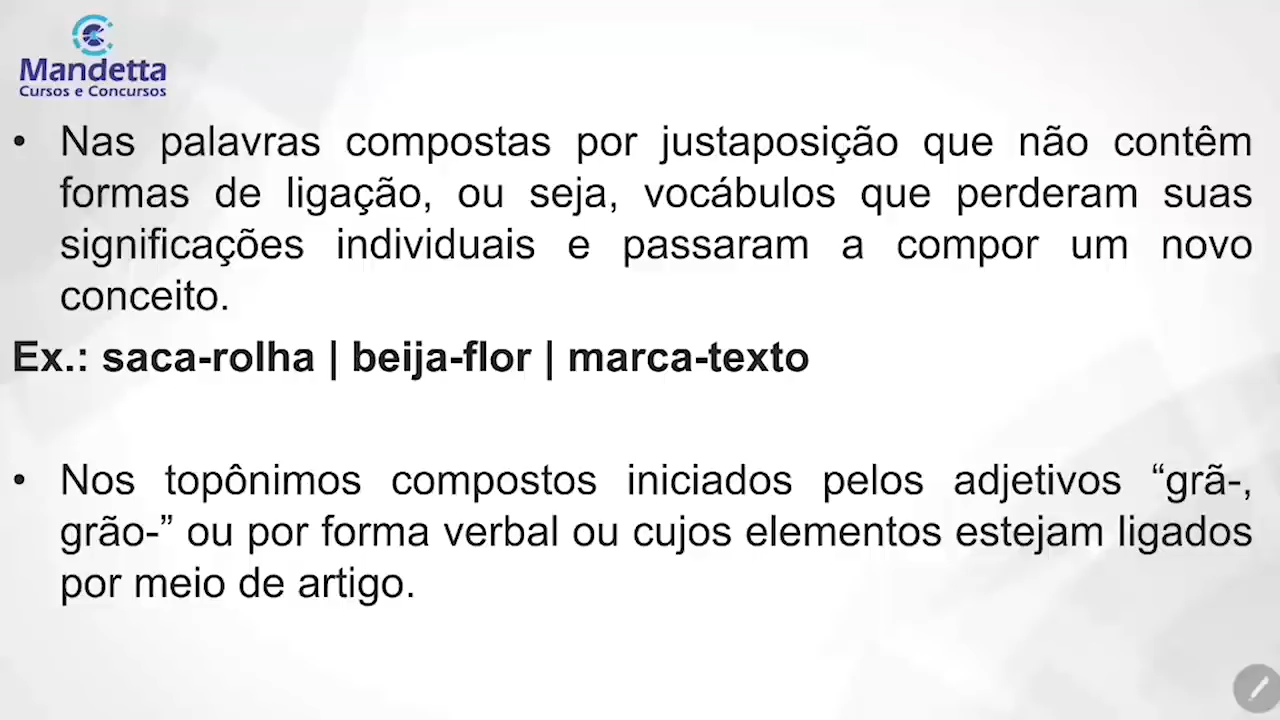 Mandetta
Cursos e Concursos
• Nas palavras compostas por justaposição que não contêm
formas de ligação, ou seja, vocábulos que perderam suas
significações individuais e passaram a compor um novo
conceito.
Ex.: saca-rolha | beija-flor | marca-texto
• Nos topônimos compostos iniciados pelos adjetivos “grã-,
grão-” ou por forma verbal ou cujos elementos estejam ligados
por meio de artigo.